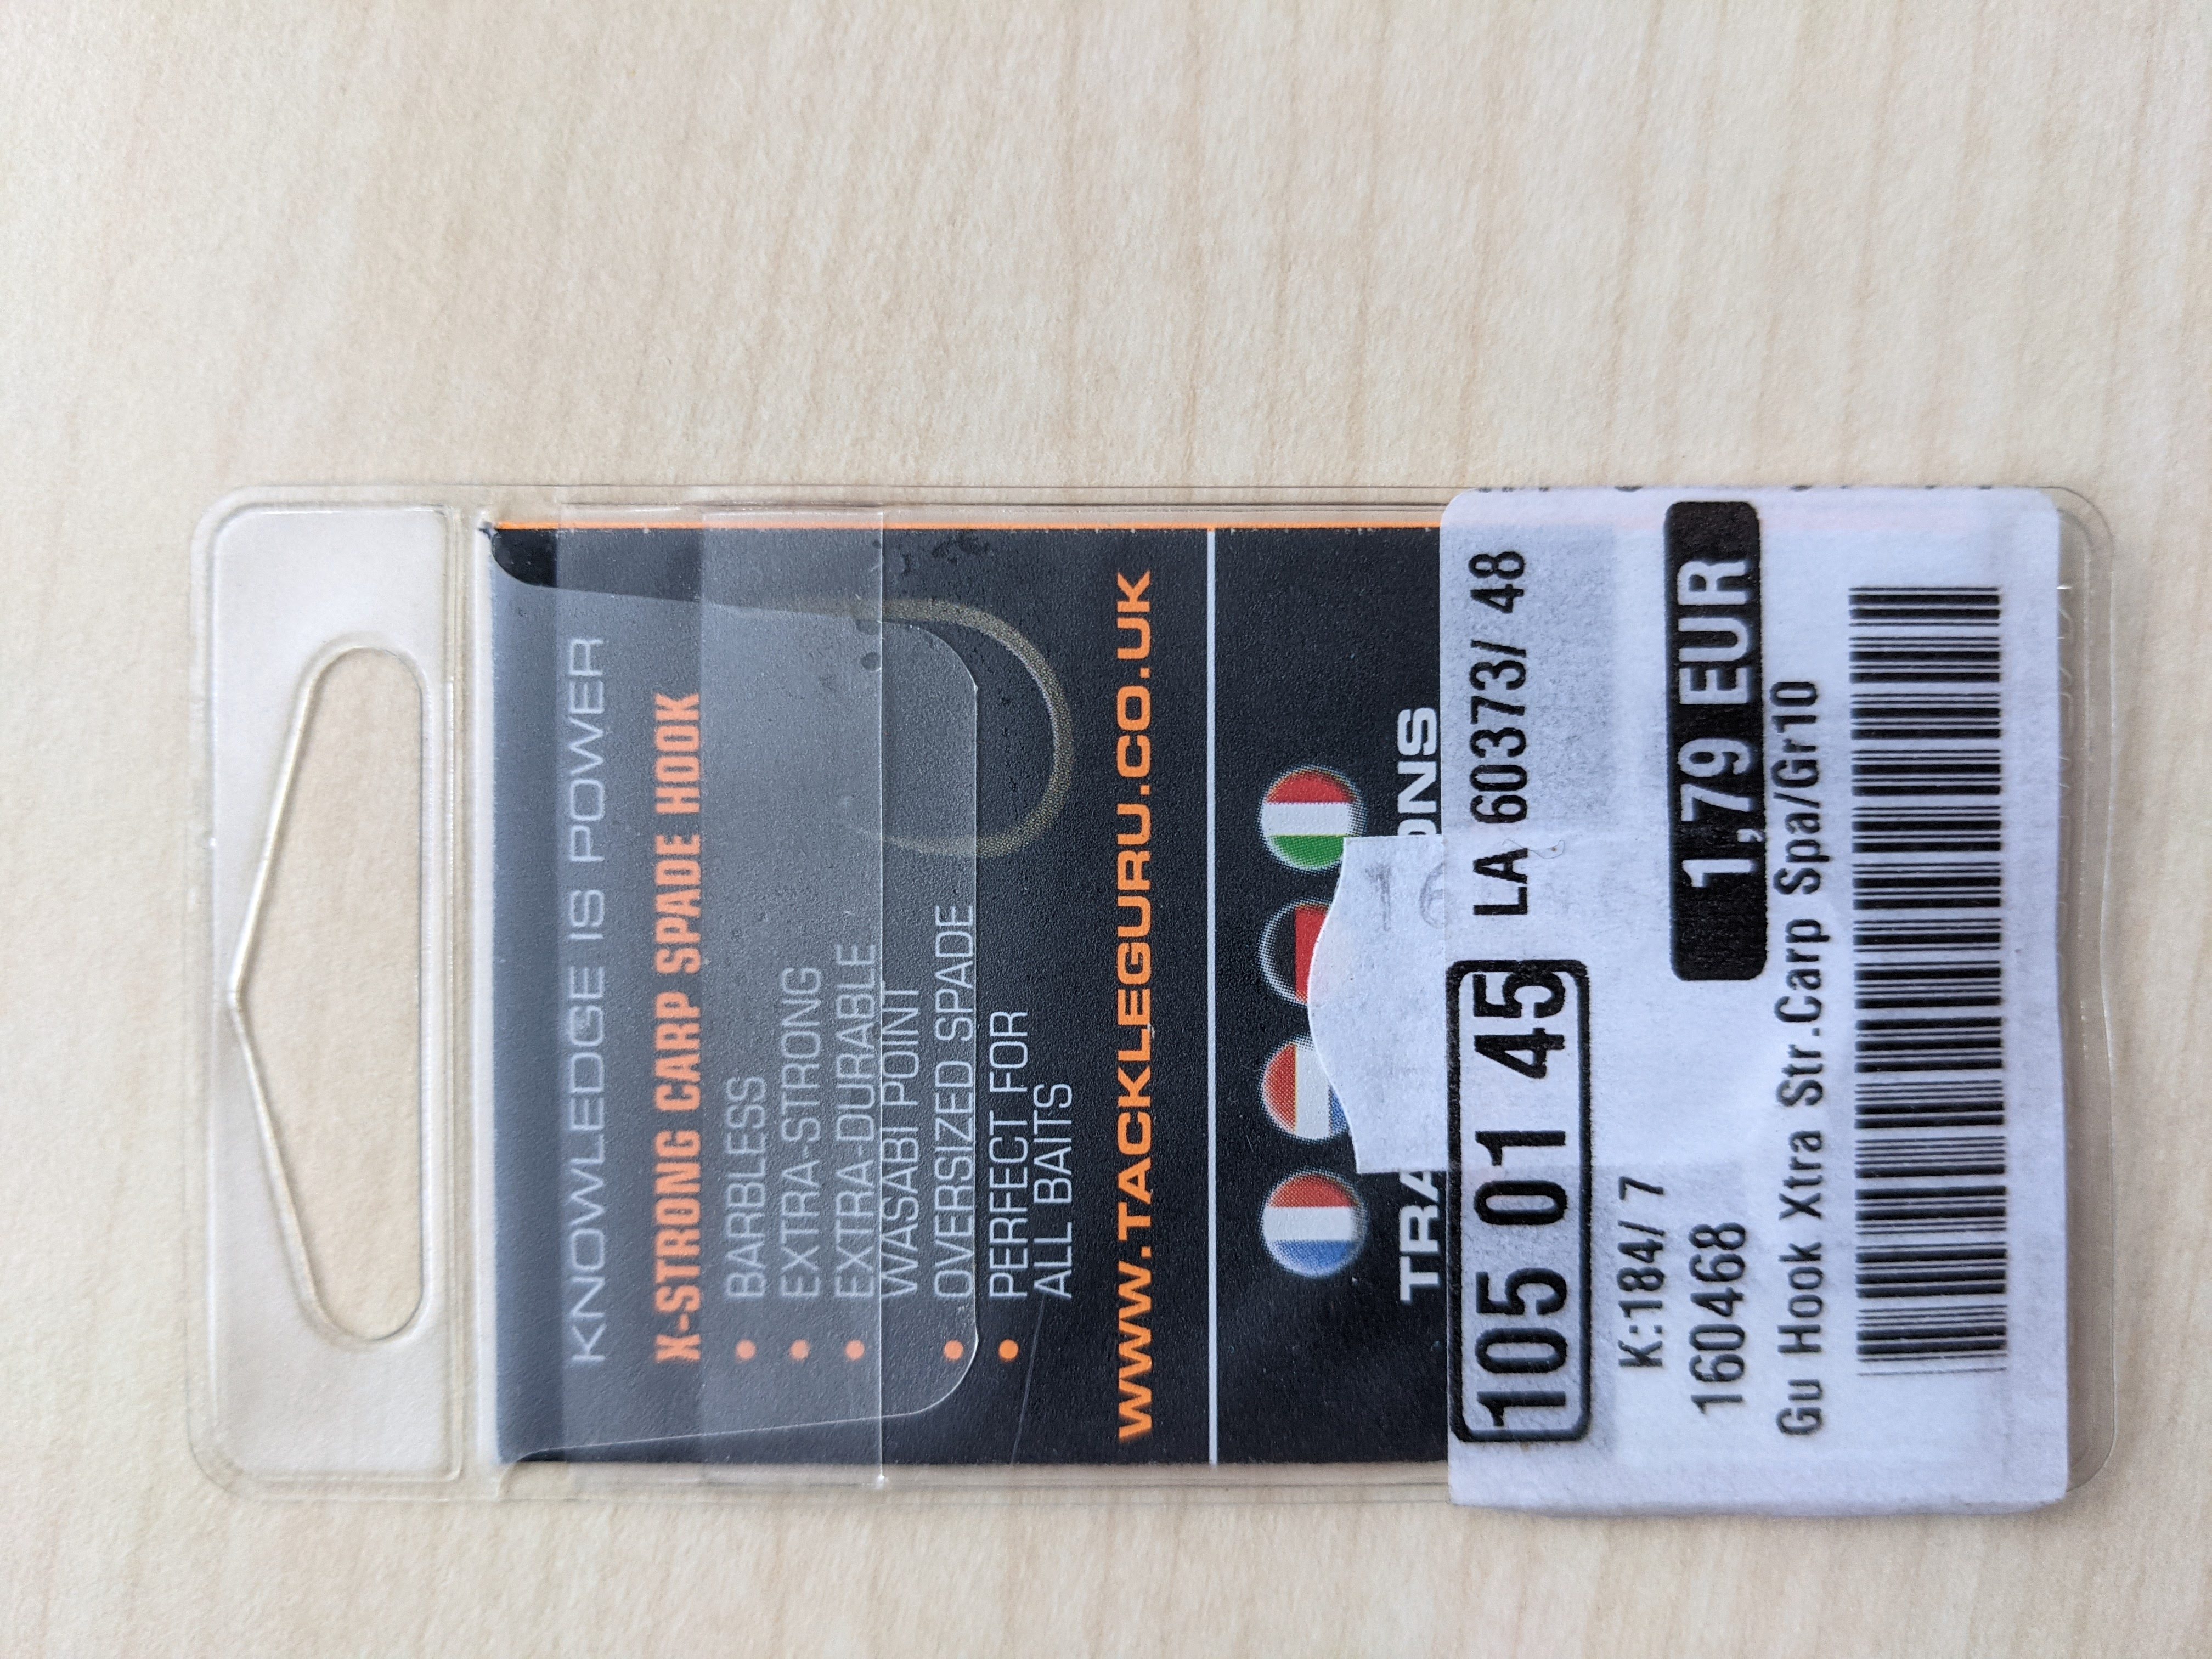 KNOWLEDGE IS POWER
X-STRONG CARP SPADE HOOK
• BARBLESS
• EXTRA-STRONG
• EXTRA-DURABLE
WASABI POINT
• OVERSIZED SPADE
• PERFECT FOR
ALL BAITS
WWW.TACKLEGURU.CO.UK
105 01 45 LA 60373/ 48
K:184/ 7
160468 1,79 EUR
Gu Hook Xtra Str.Carp Spa/Gr10